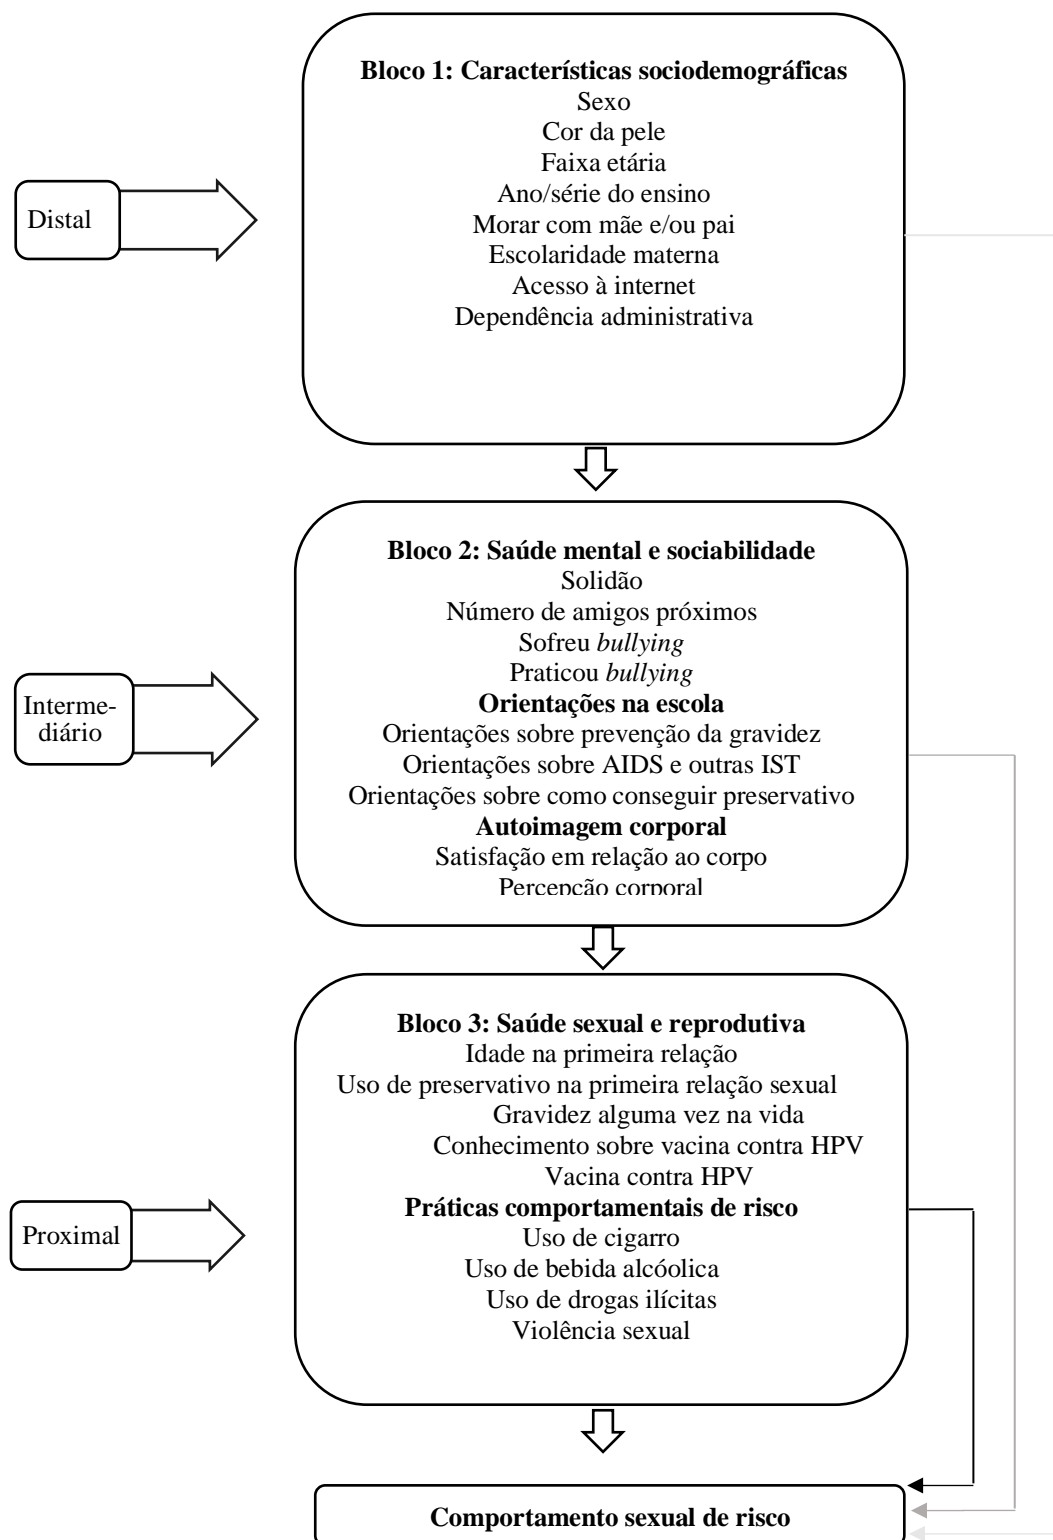 Bloco 1: Características sociodemográficas
Sexo
Cor da pele
Faixa etária
Ano/série do ensino
Morar com mãe e/ou pai
Escolaridade materna
Acesso à internet
Dependência administrativa
Distal
Bloco 2: Saúde mental e sociabilidade
Solidão
Número de amigos próximos
Sofreu bullying
Praticou bullying
Orientações na escola
Orientações sobre prevenção da gravidez
Orientações sobre AIDS e outras IST
Orientações sobre como conseguir preservativo
Autoimagem corporal
Satisfação em relação ao corpo
Percepção corporal
Interme-
diário
Bloco 3: Saúde sexual e reprodutiva
Idade na primeira relação
Uso de preservativo na primeira relação sexual
Gravidez alguma vez na vida
Conhecimento sobre vacina contra HPV
Vacina contra HPV
Práticas comportamentais de risco
Uso de cigarro
Uso de bebida alcóolica
Uso de drogas ilícitas
Violência sexual
Proximal
Comportamento sexual de risco